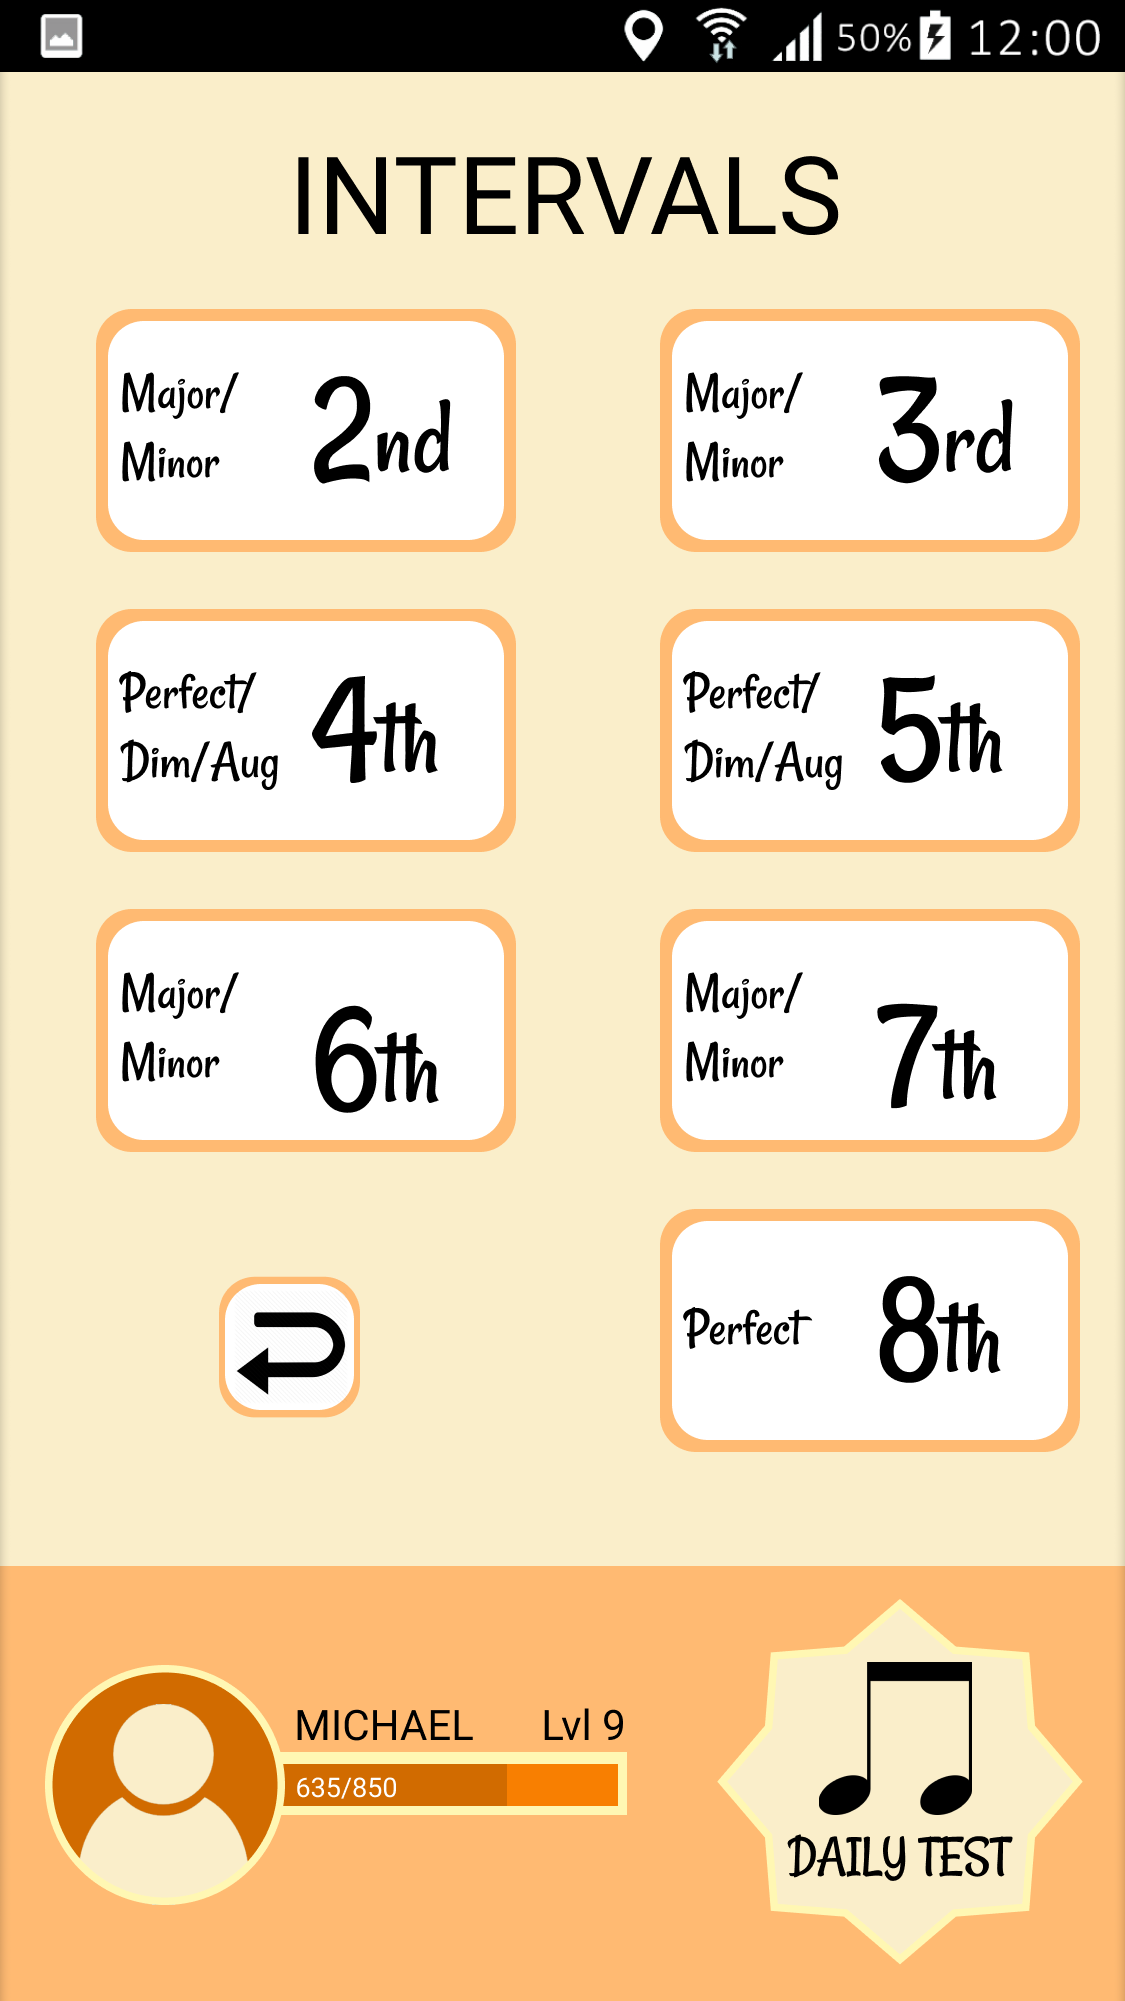 50% 12:00
INTERVALS
Major/
Minor
2nd
Major/
Minor
3rd
Perfect/
Dim/Aug
4th
Perfect/
Dim/Aug
5th
Major/
Minor
6th
Major/
Minor
7th
Perfect
8th
MICHAEL Lvl 9
635/850
DAILY TEST